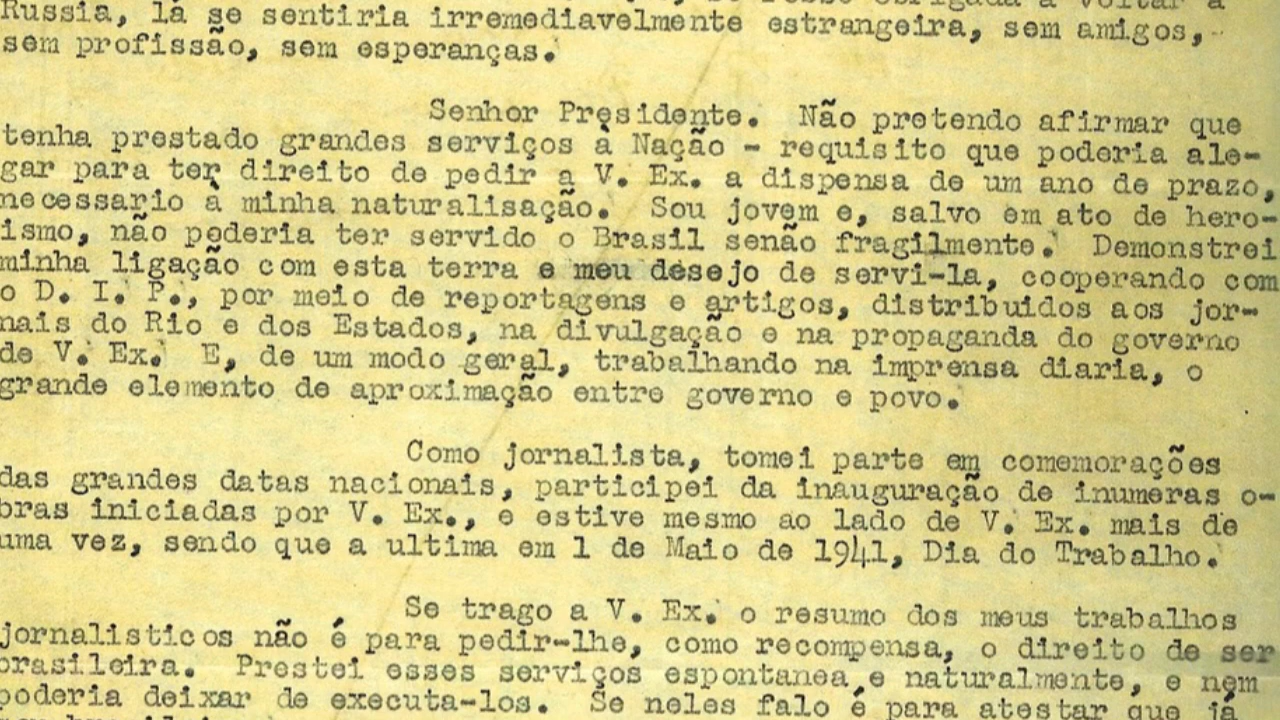 Russia, lá se sentiria irremediavelmente estrangeira, sem amigos,
sem profissão, sem esperanças.
Senhor Presidente. Não pretendo afirmar que
tenha prestado grandes serviços à Nação - requisito que poderia ale-
gar para ter direito de pedir a V. Ex. a dispensa de um ano de prazo,
necessario à minha naturalisação. Sou jovem e, salvo em ato de hero-
ismo, não poderia ter servido o Brasil senão fragilmente. Demonstrei
minha ligação com esta terra e meu desejo de servi-la, cooperando com
o D. I. P., por meio de reportagens e artigos, distribuidos aos jor-
nais do Rio e dos Estados, na divulgação e na propaganda do governo
de V. Ex. E, de um modo geral, trabalhando na imprensa diaria, o
grande elemento de aproximação entre governo e povo.
Como jornalista, tomei parte em comemorações
das grandes datas nacionais, participei da inauguração de inumeras o-
bras iniciadas por V. Ex., e estive mesmo ao lado de V. Ex. mais de
uma vez, sendo que a ultima em 1 de Maio de 1941, Dia do Trabalho.
Se trago a V. Ex. o resumo dos meus trabalhos
jornalisticos não é para pedir-lhe, como recompensa, o direito de ser
brasileira. Prestei esses serviços espontanea e naturalmente, e nem
poderia deixar de executa-los. Se neles falo é para atestar que já